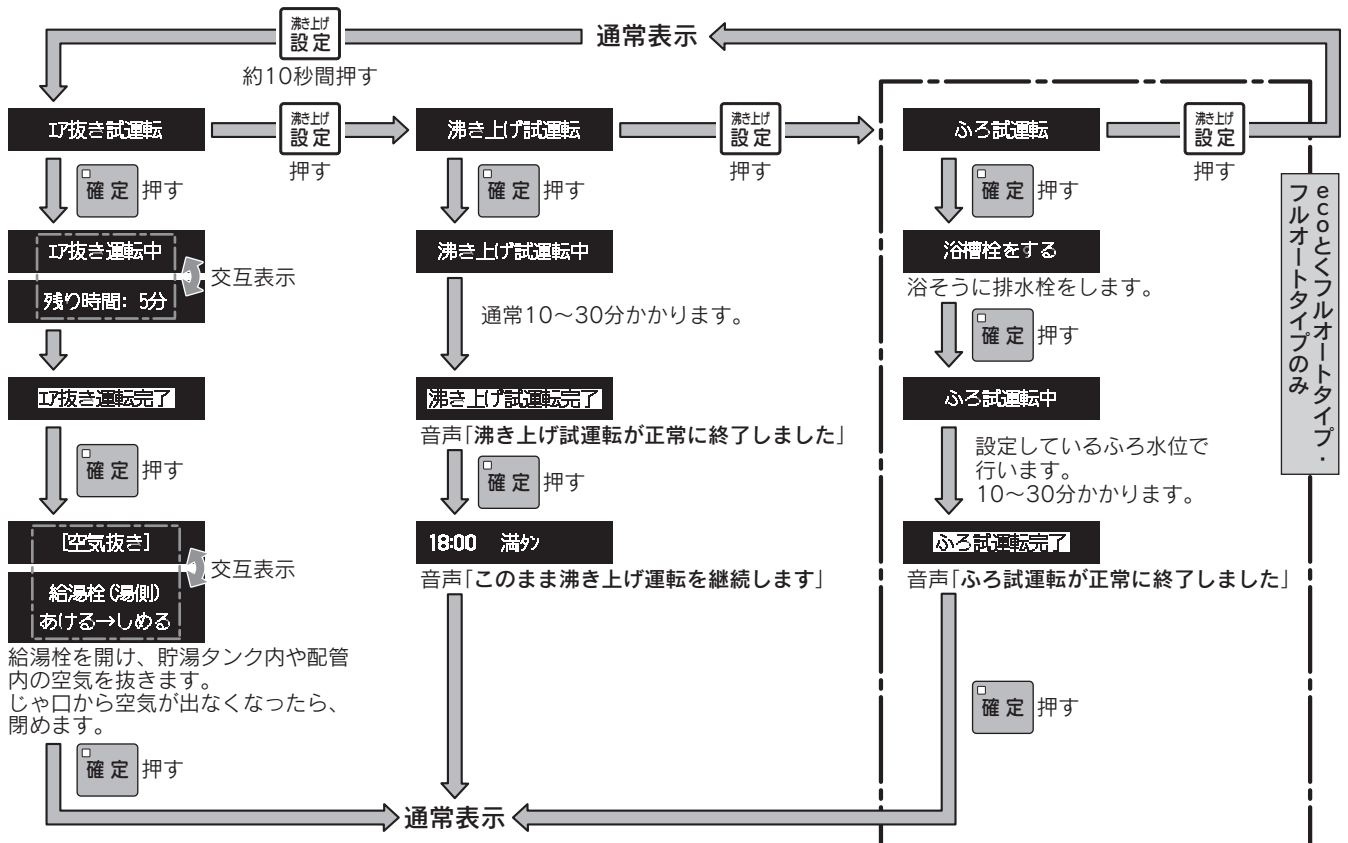 沸き上げ
設定
通常表示
約10秒間押す
エア抜き試運転
沸き上げ
設定
押す
沸き上げ試運転
沸き上げ
設定
押す
ふろ試運転
沸き上げ
設定
押す
確定 押す
エア抜き運転中
残り時間: 5分
交互表示
エア抜き運転完了
確定 押す
[空気抜き]
給湯栓(湯側)
あける→しめる
交互表示
給湯栓を開け、貯湯タンク内や配管
内の空気を抜きます。
じゃ口から空気が出なくなったら、
閉めます。
確定 押す
確定 押す
沸き上げ試運転中
通常10～30分かかります。
沸き上げ試運転完了
音声「沸き上げ試運転が正常に終了しました」
確定 押す
18:00 満タン
音声「このまま沸き上げ運転を継続します」
通常表示
確定 押す
浴槽栓をする
浴そうに排水栓をします。
確定 押す
ふろ試運転中
設定しているふろ水位で
行います。
10～30分かかります。
ふろ試運転完了
音声「ふろ試運転が正常に終了しました」
確定 押す
ecoとくフルオートタイプ・
フルオートタイプのみ